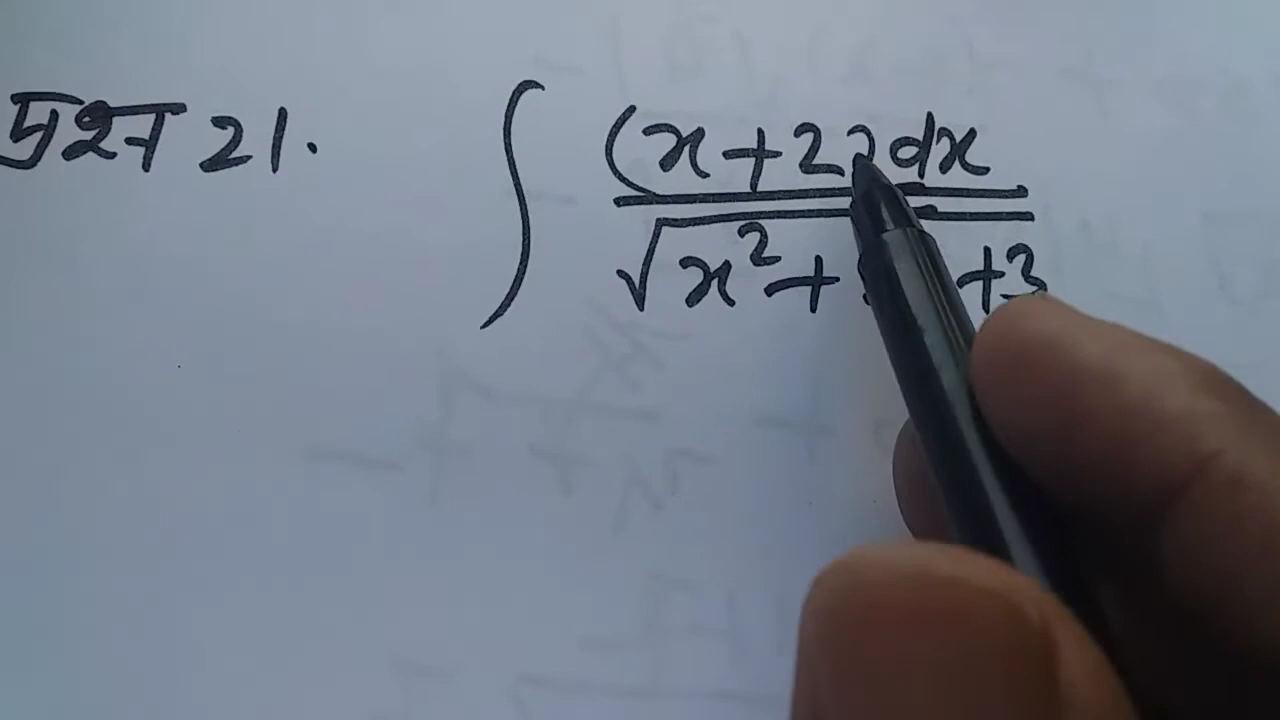 प्रश्न 21. ∫ (x+2)dx
√x²+ +3